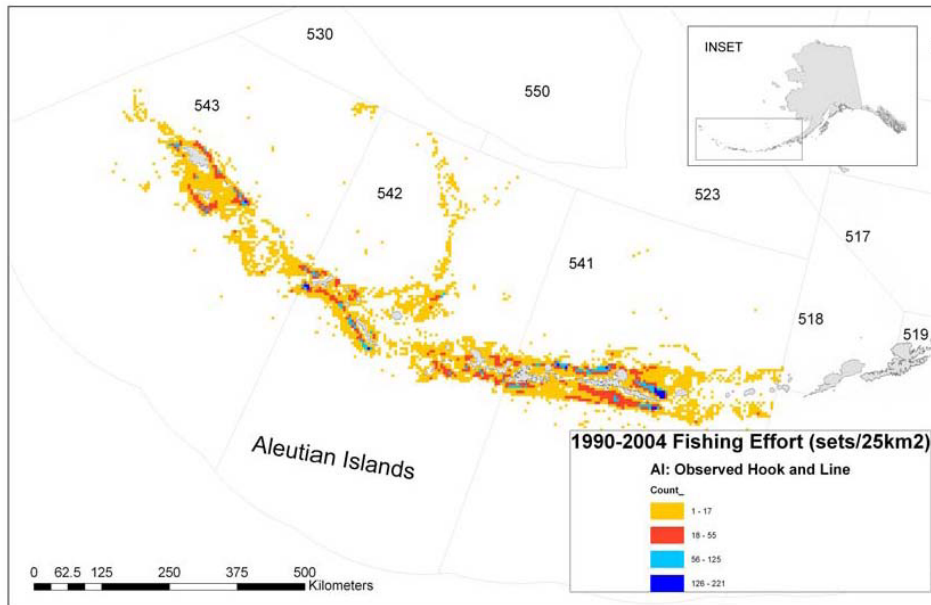 530
INSET
543
550
542
523
517
541
518
519
Aleutian Islands
1990-2004 Fishing Effort (sets/25km2)
AI: Observed Hook and Line
Count_
1 - 17
18 - 55
56 - 125
126 - 221
0 62.5 125 250 375 500
Kilometers